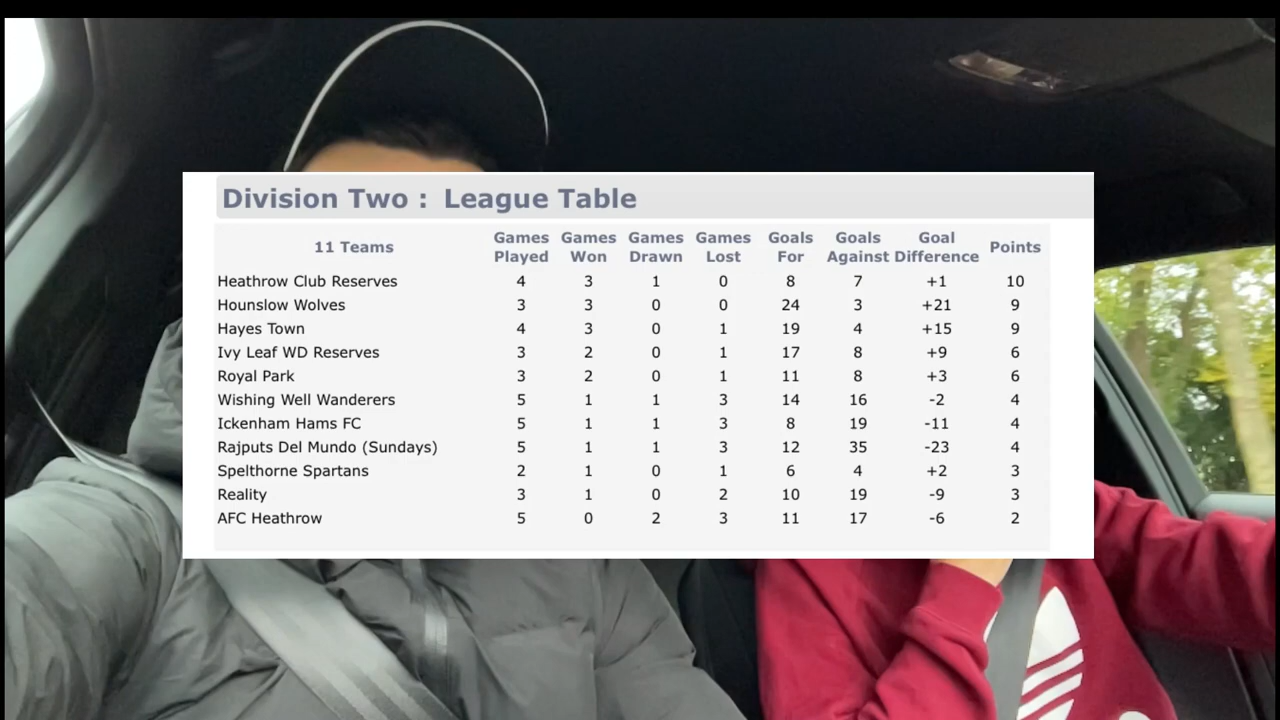 Division Two : League Table
11 Teams Games Played Games Won Games Drawn Games Lost Goals For Goals Against Goal Difference Points
Heathrow Club Reserves 4 3 1 0 8 7 +1 10
Hounslow Wolves 3 3 0 0 24 3 +21 9
Hayes Town 4 3 0 1 19 4 +15 9
Ivy Leaf WD Reserves 3 2 0 1 17 8 +9 6
Royal Park 3 2 0 1 11 8 +3 6
Wishing Well Wanderers 5 1 1 3 14 16 -2 4
Ickenham Hams FC 5 1 1 3 8 19 -11 4
Rajputs Del Mundo (Sundays) 5 1 1 3 12 35 -23 4
Spelthorne Spartans 2 1 0 1 6 4 +2 3
Reality 3 1 0 2 10 19 -9 3
AFC Heathrow 5 0 2 3 11 17 -6 2